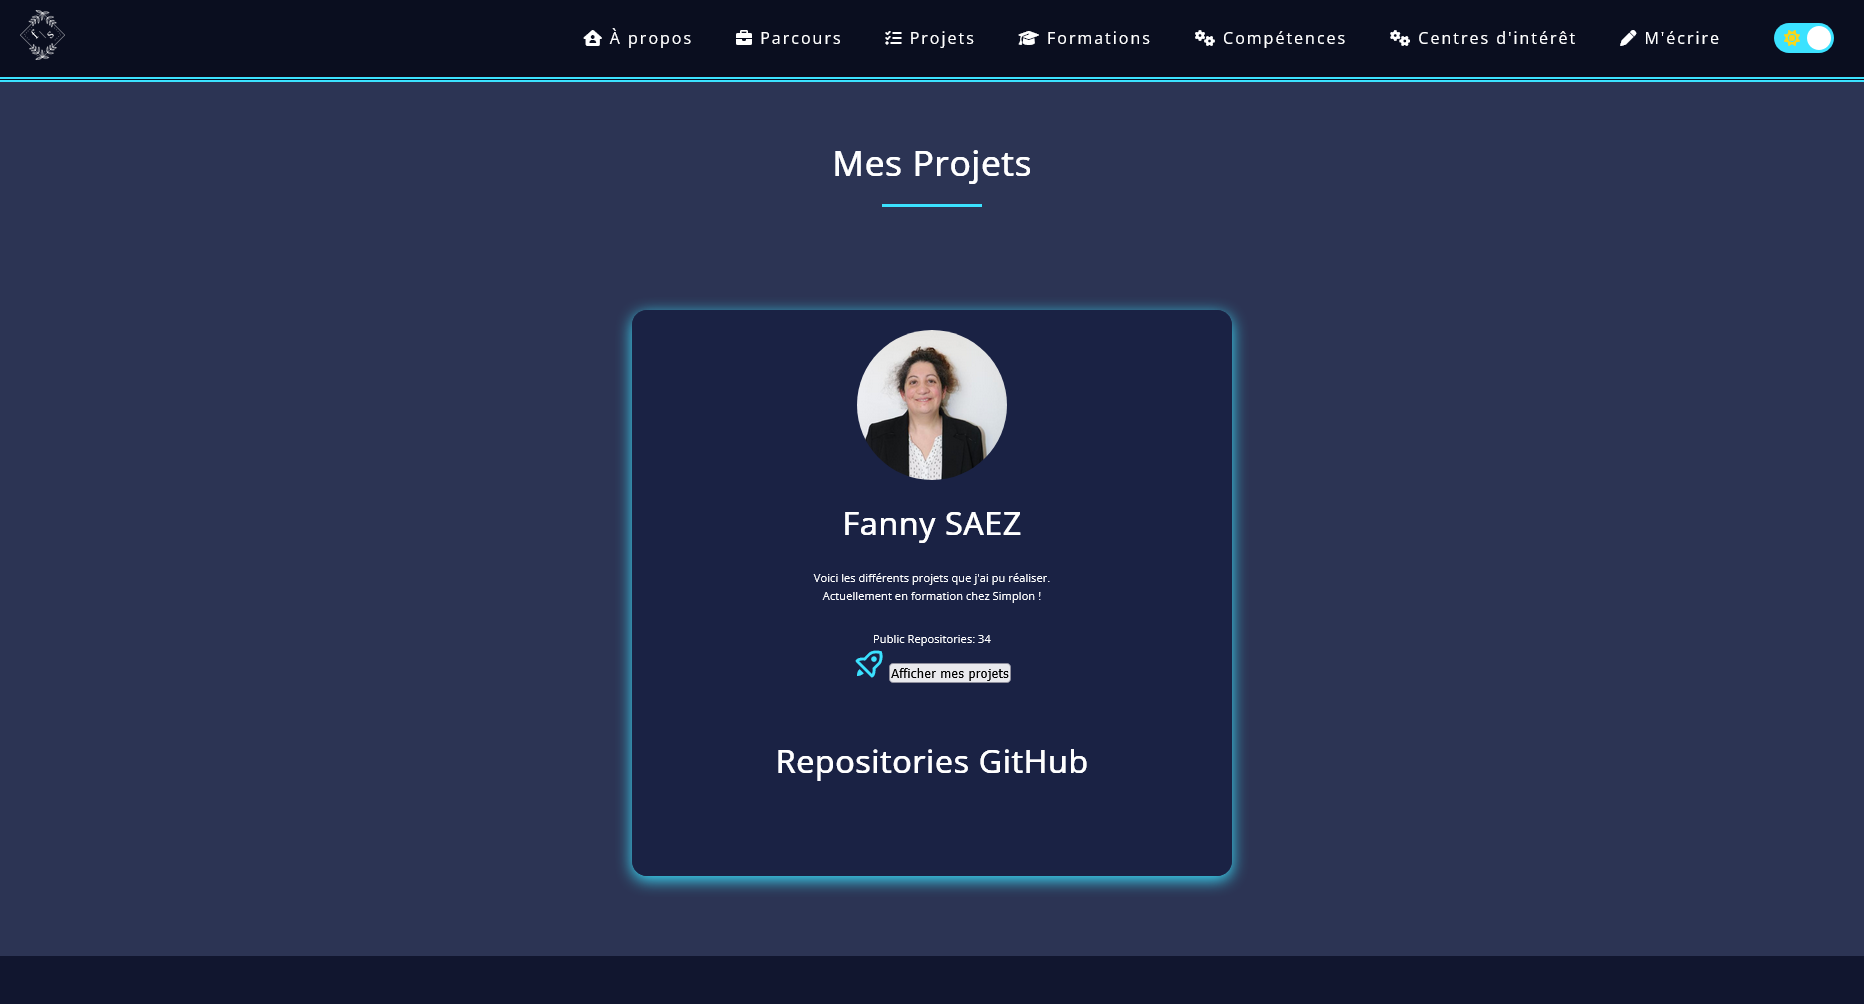 f s
À propos
Parcours
Projets
Formations
Compétences
Centres d'intérêt
M'écrire
Mes Projets
Fanny SAEZ
Voici les différents projets que j'ai pu réaliser.
Actuellement en formation chez Simplon !
Public Repositories: 34
Afficher mes projets
Repositories GitHub